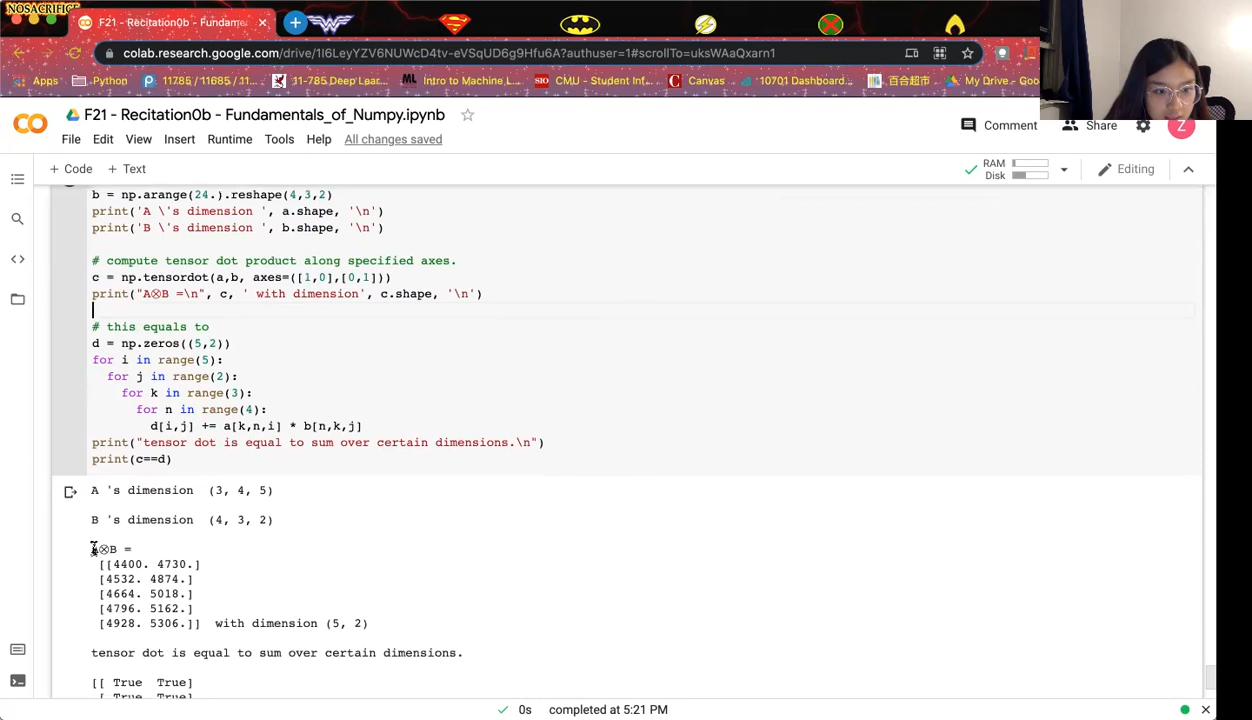 NOSACRIFICE
F21 - Recitation0b - Fundame
colab.research.google.com/drive/1I6LeyYZV6NUWcD4tv-eVSqUD6g9Hfu6A?authuser=1#scrollTo=uksWAaQxarn1
Apps Python 11785 / 11685 / 11... 11-785 Deep Lear... ML Intro to Machine L... SIO CMU - Student Inf... Canvas 10701 Dashboard... 百合超市 My Drive - Goo
F21 - Recitation0b - Fundamentals_of_Numpy.ipynb
Comment Share Z
File Edit View Insert Runtime Tools Help All changes saved
+ Code + Text RAM Disk Editing
b = np.arange(24.).reshape(4,3,2)
print('A \'s dimension ', a.shape, '\n')
print('B \'s dimension ', b.shape, '\n')
# compute tensor dot product along specified axes.
c = np.tensordot(a,b, axes=([1,0],[0,1]))
print("A⊗B =\n", c, ' with dimension', c.shape, '\n')
# this equals to
d = np.zeros((5,2))
for i in range(5):
for j in range(2):
for k in range(3):
for n in range(4):
d[i,j] += a[k,n,i] * b[n,k,j]
print("tensor dot is equal to sum over certain dimensions.\n")
print(c==d)
A 's dimension (3, 4, 5)
B 's dimension (4, 3, 2)
A⊗B =
[[4400. 4730.]
[4532. 4874.]
[4664. 5018.]
[4796. 5162.]
[4928. 5306.]] with dimension (5, 2)
tensor dot is equal to sum over certain dimensions.
[[ True True]
[ True True]
0s completed at 5:21 PM